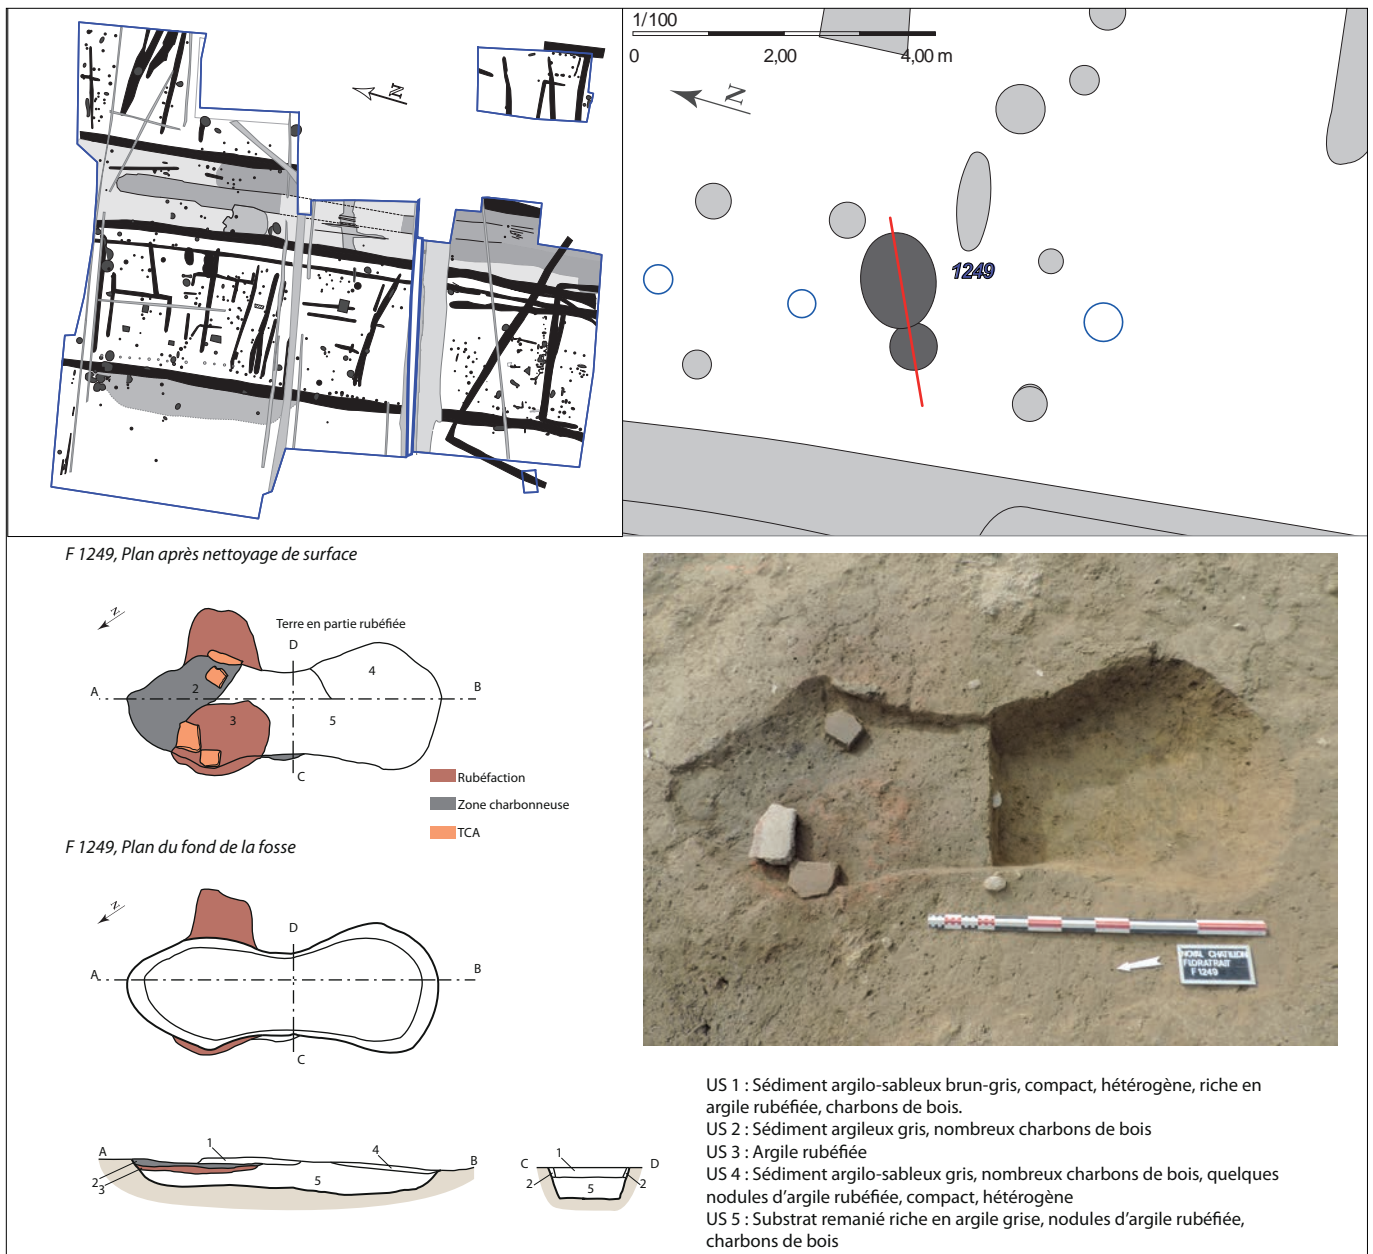 N
1/100
0 2,00 4,00 m
N
1249
F 1249, Plan après nettoyage de surface
N
Terre en partie rubéfiée
D
4
A
2
B
3
5
C
Rubéfaction
Zone charbonneuse
TCA
F 1249, Plan du fond de la fosse
N
D
A
B
C
NOYAL CHATILLON
FLORATRAIT
F 1249
US 1 : Sédiment argilo-sableux brun-gris, compact, hétérogène, riche en
argile rubéfiée, charbons de bois.
US 2 : Sédiment argileux gris, nombreux charbons de bois
US 3 : Argile rubéfiée
US 4 : Sédiment argilo-sableux gris, nombreux charbons de bois, quelques
nodules d'argile rubéfiée, compact, hétérogène
US 5 : Substrat remanié riche en argile grise, nodules d'argile rubéfiée,
charbons de bois
A
1
4
B
2
3
5
C
1
D
2
5
2